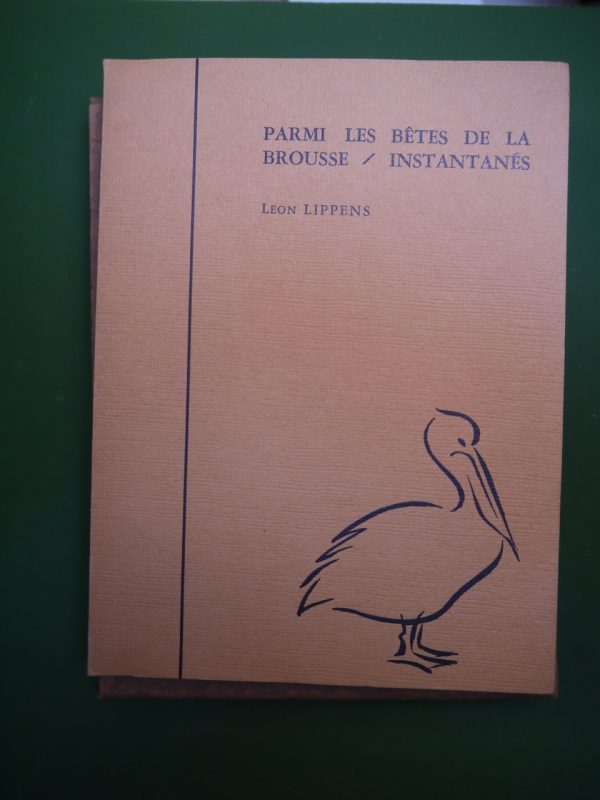 PARMI LES BÊTES DE LA
BROUSSE / INSTANTANÉS
LEON LIPPENS